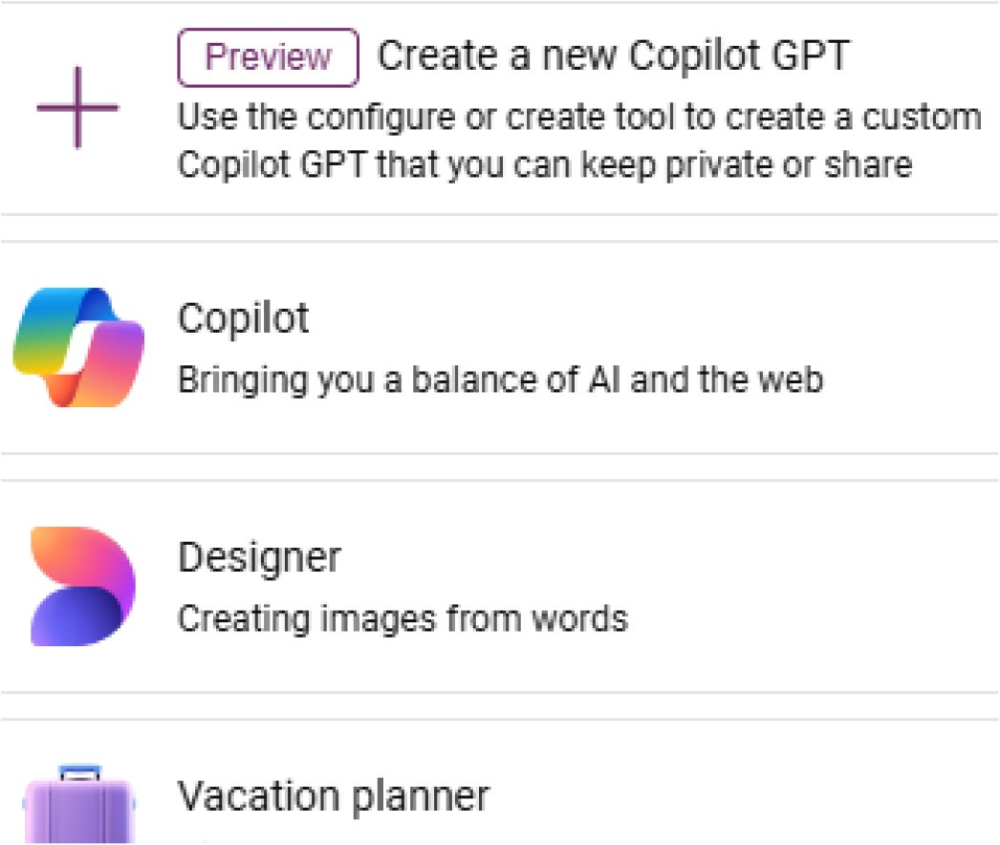 Preview Create a new Copilot GPT
Use the configure or create tool to create a custom
Copilot GPT that you can keep private or share
Copilot
Bringing you a balance of AI and the web
Designer
Creating images from words
Vacation planner